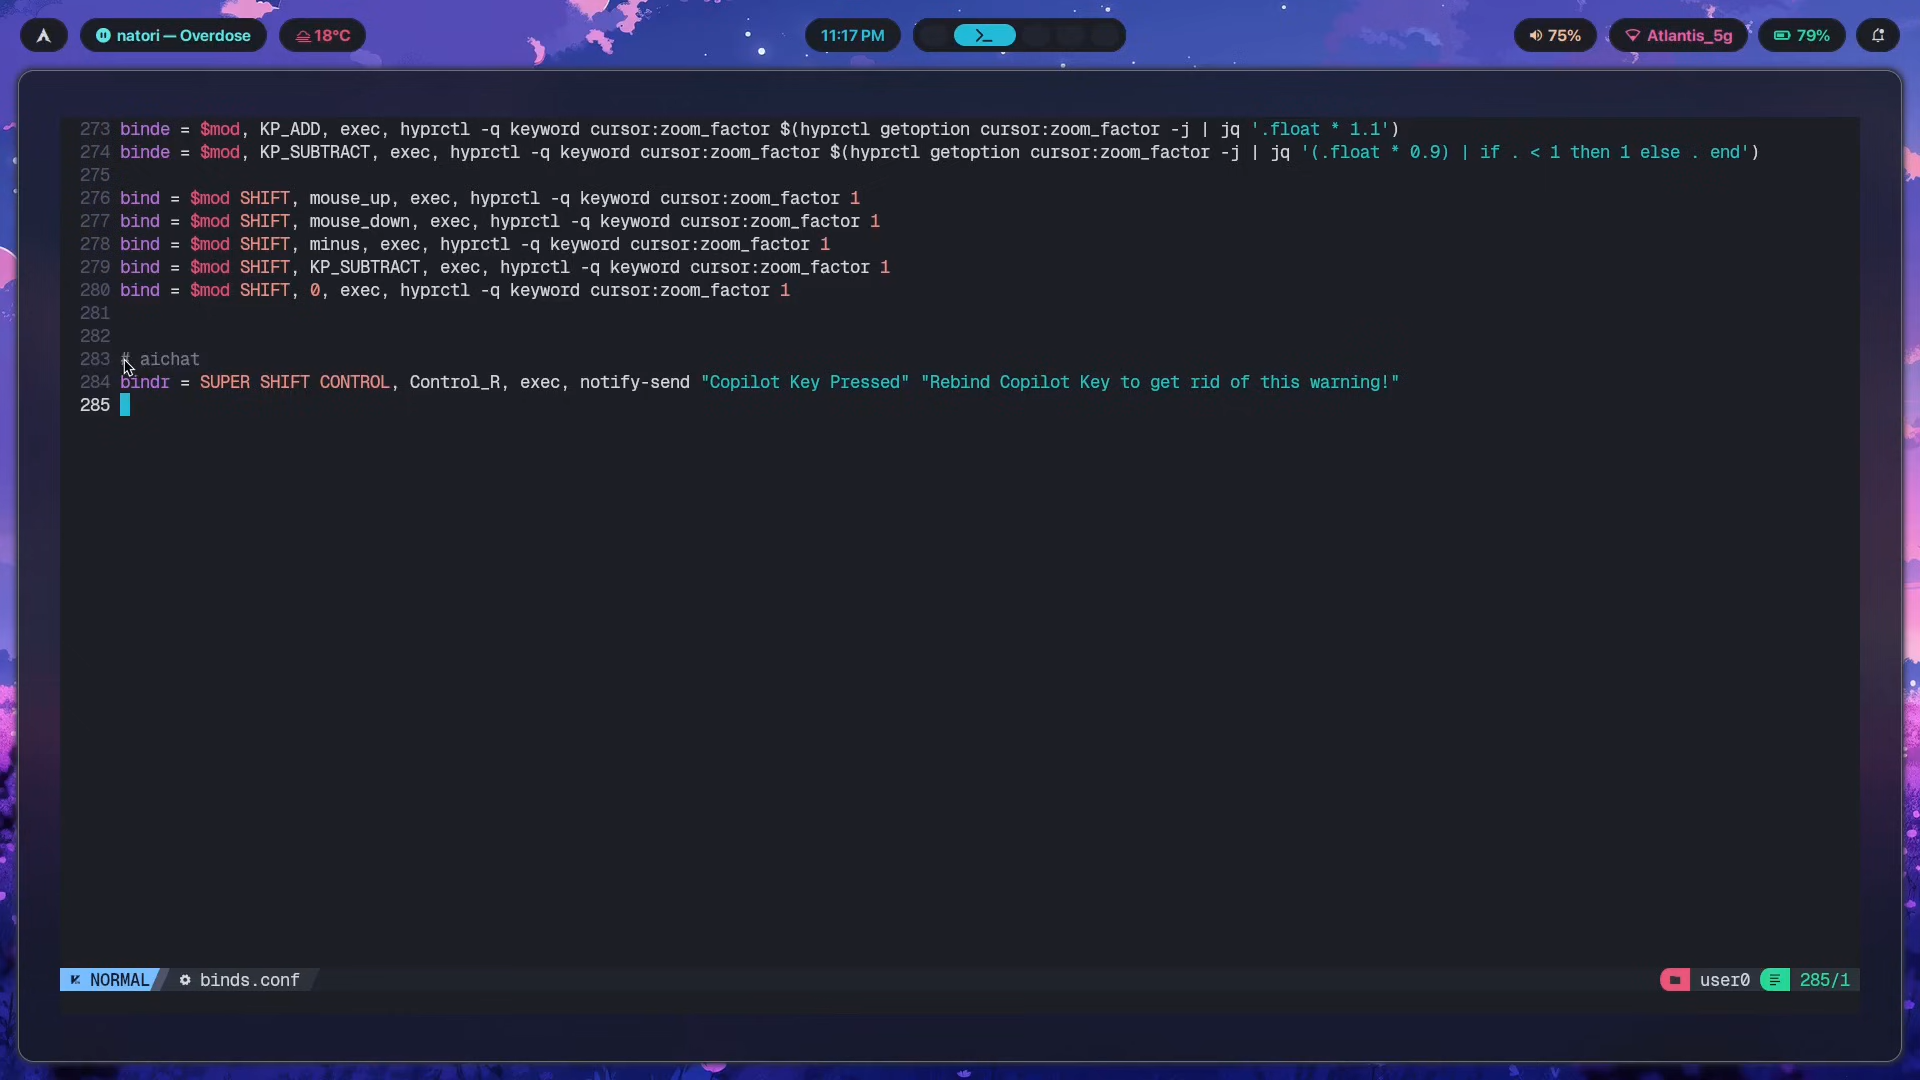 natori — Overdose
18°C
11:17 PM
>_
75%
Atlantis_5g
79%
273 binde = $mod, KP_ADD, exec, hyprctl -q keyword cursor:zoom_factor $(hyprctl getoption cursor:zoom_factor -j | jq '.float * 1.1')
274 binde = $mod, KP_SUBTRACT, exec, hyprctl -q keyword cursor:zoom_factor $(hyprctl getoption cursor:zoom_factor -j | jq '(.float * 0.9) | if . < 1 then 1 else . end')
275
276 bind = $mod SHIFT, mouse_up, exec, hyprctl -q keyword cursor:zoom_factor 1
277 bind = $mod SHIFT, mouse_down, exec, hyprctl -q keyword cursor:zoom_factor 1
278 bind = $mod SHIFT, minus, exec, hyprctl -q keyword cursor:zoom_factor 1
279 bind = $mod SHIFT, KP_SUBTRACT, exec, hyprctl -q keyword cursor:zoom_factor 1
280 bind = $mod SHIFT, 0, exec, hyprctl -q keyword cursor:zoom_factor 1
281
282
283 # aichat
284 bindr = SUPER SHIFT CONTROL, Control_R, exec, notify-send "Copilot Key Pressed" "Rebind Copilot Key to get rid of this warning!"
285
NORMAL binds.conf user0 285/1